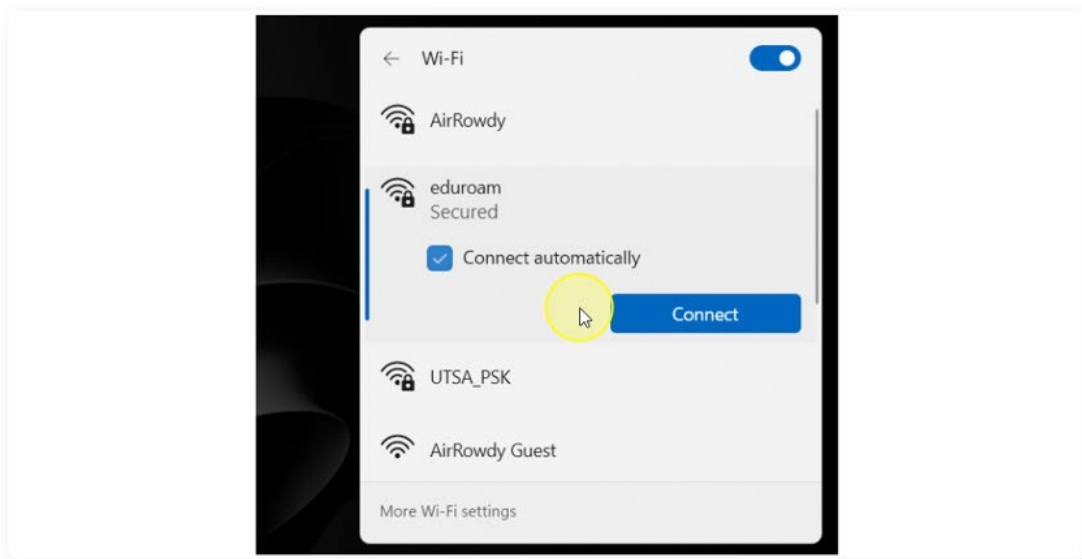 Wi-Fi
AirRowdy
eduroam
Secured
Connect automatically
Connect
UTSA_PSK
AirRowdy Guest
More Wi-Fi settings